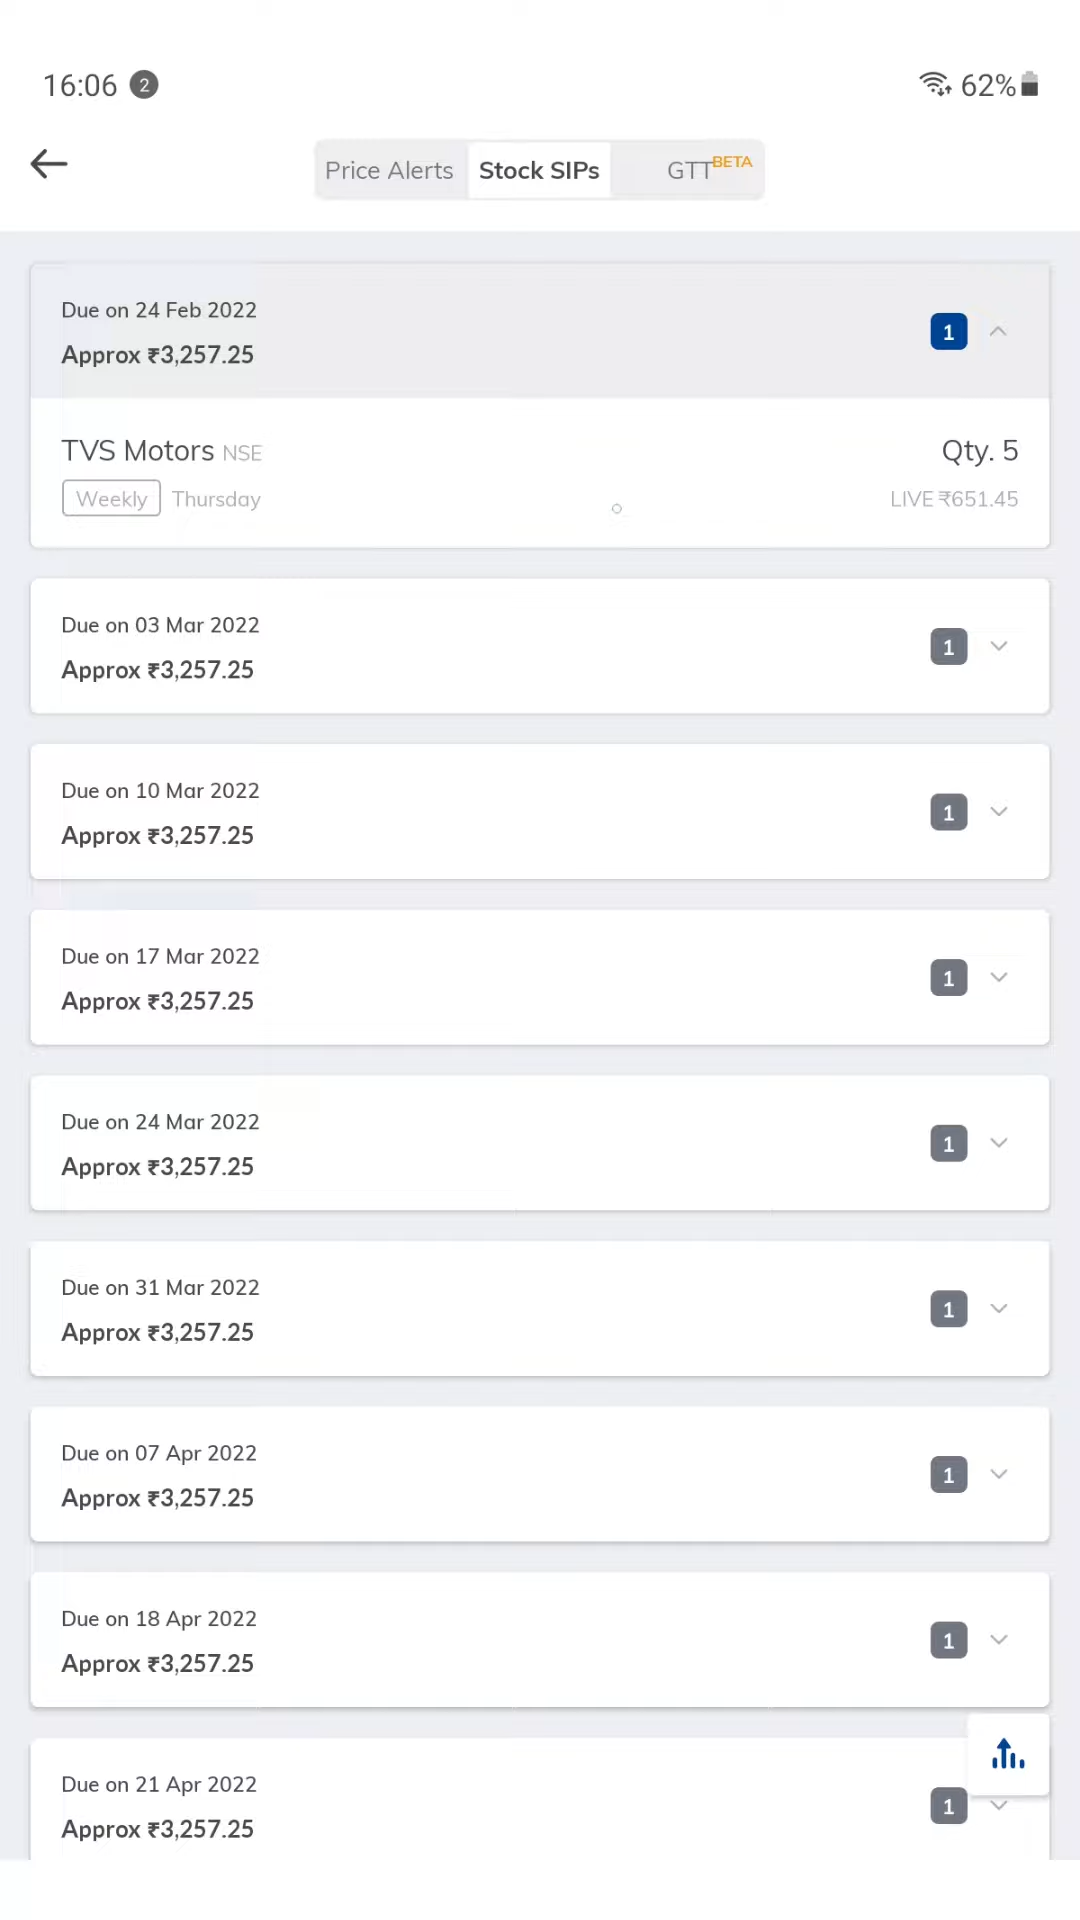 16:06 2 62%
Price Alerts Stock SIPs GTT BETA
Due on 24 Feb 2022
Approx ₹3,257.25
1
TVS Motors NSE Qty. 5
Weekly Thursday LIVE ₹651.45
Due on 03 Mar 2022
Approx ₹3,257.25
1
Due on 10 Mar 2022
Approx ₹3,257.25
1
Due on 17 Mar 2022
Approx ₹3,257.25
1
Due on 24 Mar 2022
Approx ₹3,257.25
1
Due on 31 Mar 2022
Approx ₹3,257.25
1
Due on 07 Apr 2022
Approx ₹3,257.25
1
Due on 18 Apr 2022
Approx ₹3,257.25
1
Due on 21 Apr 2022
Approx ₹3,257.25
1